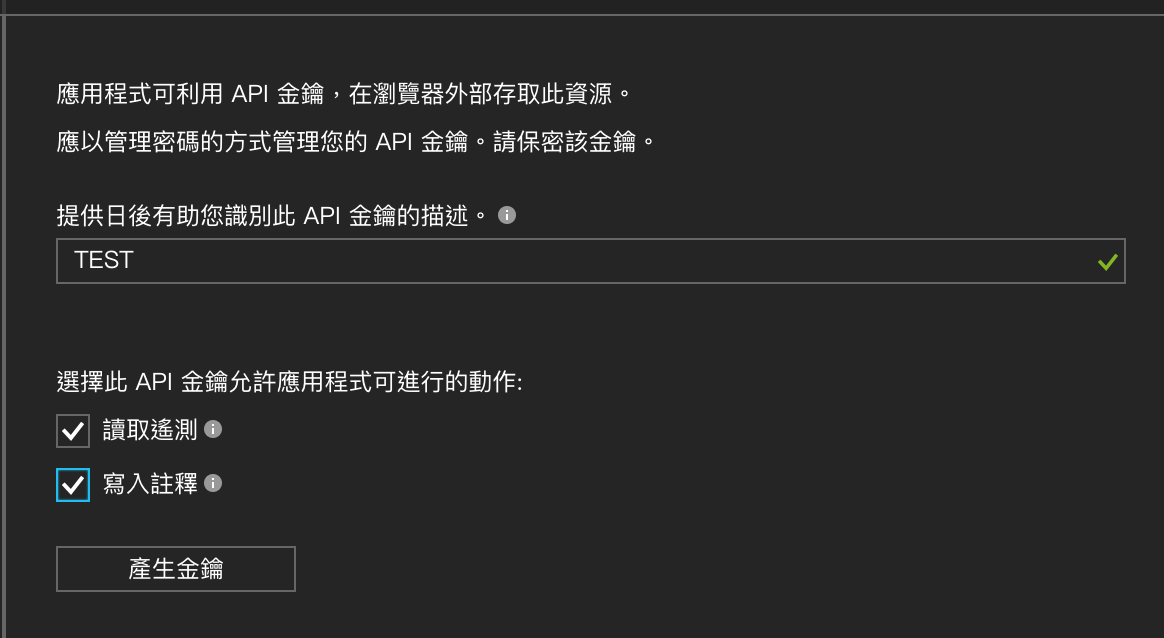 應用程式可利用 API 金鑰，在瀏覽器外部存取此資源。
應以管理密碼的方式管理您的 API 金鑰。請保密該金鑰。
提供日後有助您識別此 API 金鑰的描述。
TEST
選擇此 API 金鑰允許應用程式可進行的動作:
讀取遙測
寫入註釋
產生金鑰